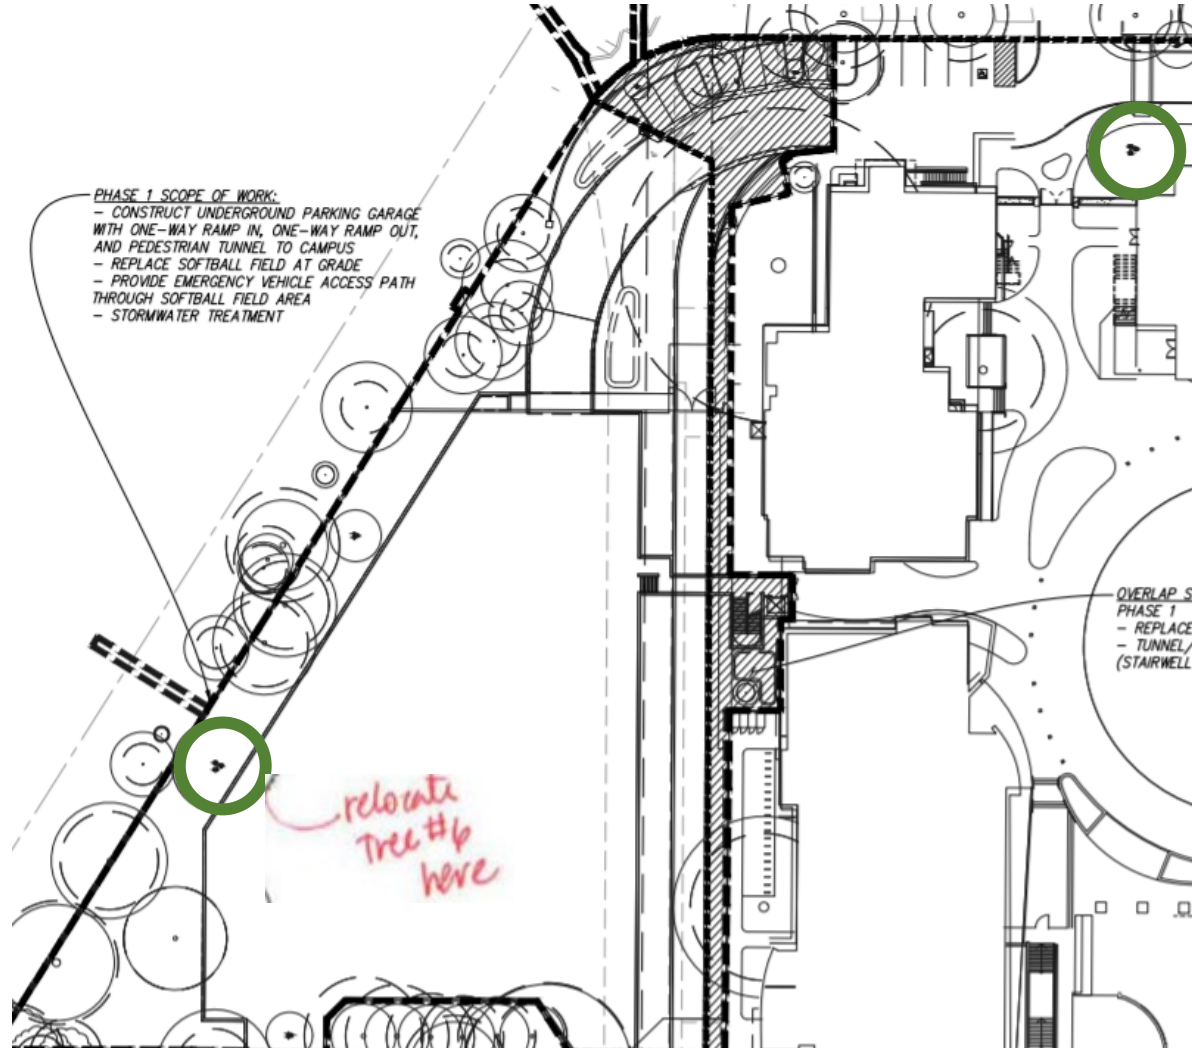 PHASE 1 SCOPE OF WORK:
- CONSTRUCT UNDERGROUND PARKING GARAGE
WITH ONE-WAY RAMP IN, ONE-WAY RAMP OUT,
AND PEDESTRIAN TUNNEL TO CAMPUS
- REPLACE SOFTBALL FIELD AT GRADE
- PROVIDE EMERGENCY VEHICLE ACCESS PATH
THROUGH SOFTBALL FIELD AREA
- STORMWATER TREATMENT
OVERLAP S
PHASE 1
- REPLACE
- TUNNEL/
(STAIRWELL
relocate
Tree #6
here